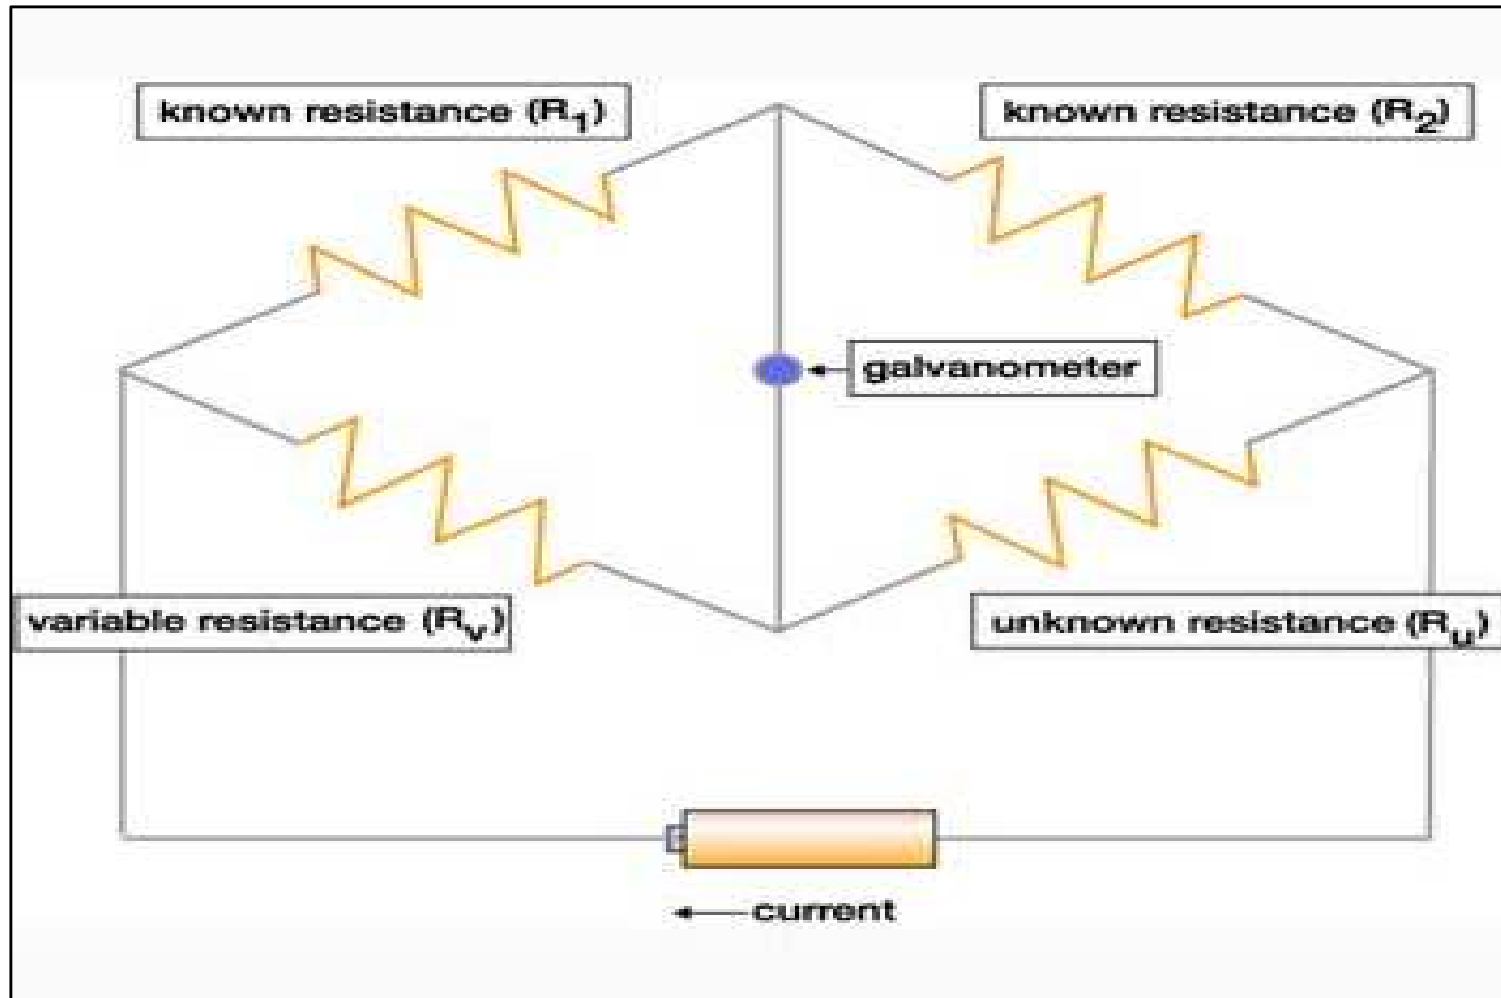 known resistance (R1)
known resistance (R2)
galvanometer
variable resistance (Rv)
unknown resistance (Ru)
current